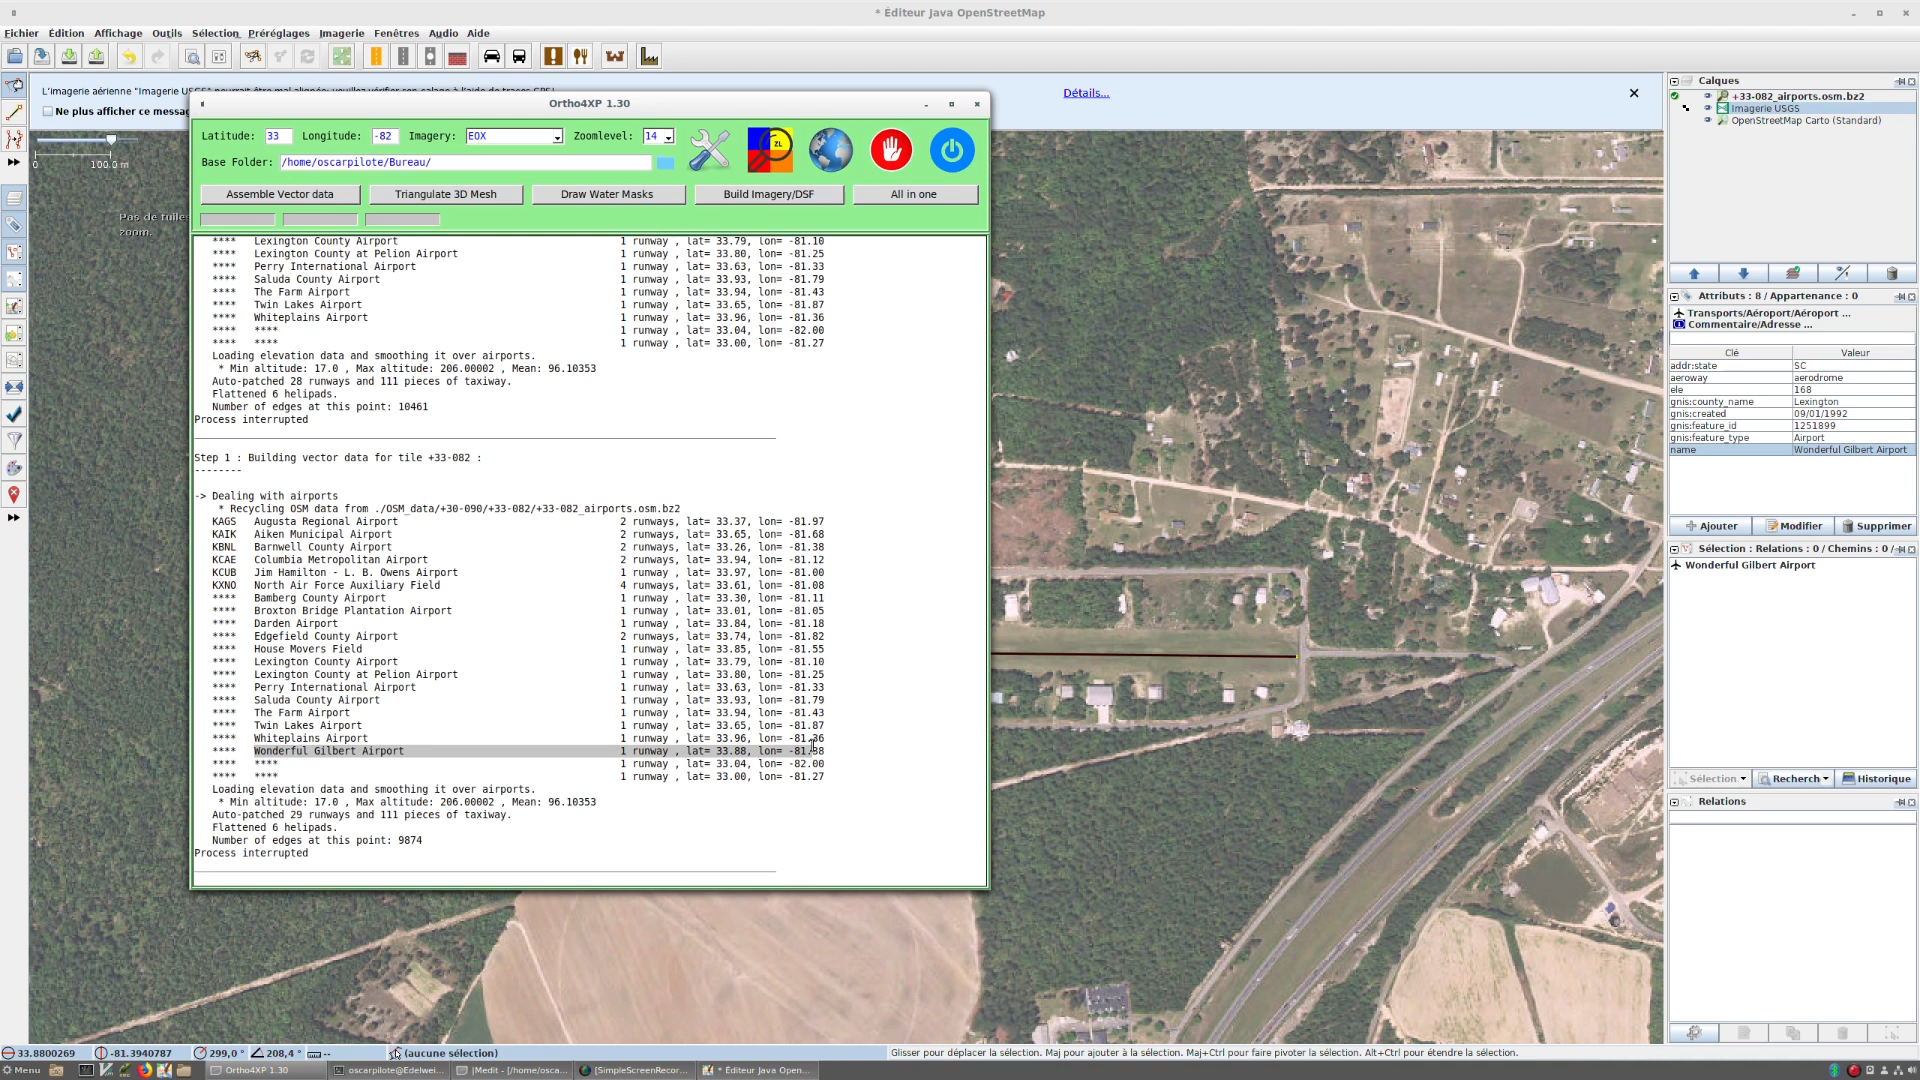 * Éditeur Java OpenStreetMap
Fichier Édition Affichage Outils Sélection Préréglages Imagerie Fenêtres Audio Aide
L'imagerie aérienne "Imagerie US
Détails...
Ne plus afficher ce messag
100.0 m
Pas de tuiles
zoom.
Ortho4XP 1.30
Latitude: 33 Longitude: -82 Imagery: EOX Zoomlevel: 14
ZL
Base Folder: /home/oscarpilote/Bureau/
Assemble Vector data Triangulate 3D Mesh Draw Water Masks Build Imagery/DSF All in one
**** Lexington County Airport 1 runway , lat= 33.79, lon= -81.10
**** Lexington County at Pelion Airport 1 runway , lat= 33.80, lon= -81.25
**** Perry International Airport 1 runway , lat= 33.63, lon= -81.33
**** Saluda County Airport 1 runway , lat= 33.93, lon= -81.79
**** The Farm Airport 1 runway , lat= 33.94, lon= -81.43
**** Twin Lakes Airport 1 runway , lat= 33.65, lon= -81.87
**** Whiteplains Airport 1 runway , lat= 33.96, lon= -81.36
**** **** 1 runway , lat= 33.04, lon= -82.00
**** **** 1 runway , lat= 33.00, lon= -81.27
Loading elevation data and smoothing it over airports.
* Min altitude: 17.0 , Max altitude: 206.00002 , Mean: 96.10353
Auto-patched 28 runways and 111 pieces of taxiway.
Flattened 6 helipads.
Number of edges at this point: 10461
Process interrupted
Step 1 : Building vector data for tile +33-082 :
--------
-> Dealing with airports
* Recycling OSM data from ./OSM_data/+30-090/+33-082/+33-082_airports.osm.bz2
KAGS Augusta Regional Airport 2 runways, lat= 33.37, lon= -81.97
KAIK Aiken Municipal Airport 2 runways, lat= 33.65, lon= -81.68
KBNL Barnwell County Airport 2 runways, lat= 33.26, lon= -81.38
KCAE Columbia Metropolitan Airport 2 runways, lat= 33.94, lon= -81.12
KCUB Jim Hamilton - L. B. Owens Airport 1 runway , lat= 33.97, lon= -81.00
KXNO North Air Force Auxiliary Field 4 runways, lat= 33.61, lon= -81.08
**** Bamberg County Airport 1 runway , lat= 33.30, lon= -81.11
**** Broxton Bridge Plantation Airport 1 runway , lat= 33.01, lon= -81.05
**** Darden Airport 1 runway , lat= 33.84, lon= -81.18
**** Edgefield County Airport 2 runways, lat= 33.74, lon= -81.82
**** House Movers Field 1 runway , lat= 33.85, lon= -81.55
**** Lexington County Airport 1 runway , lat= 33.79, lon= -81.10
**** Lexington County at Pelion Airport 1 runway , lat= 33.80, lon= -81.25
**** Perry International Airport 1 runway , lat= 33.63, lon= -81.33
**** Saluda County Airport 1 runway , lat= 33.93, lon= -81.79
**** The Farm Airport 1 runway , lat= 33.94, lon= -81.43
**** Twin Lakes Airport 1 runway , lat= 33.65, lon= -81.87
**** Whiteplains Airport 1 runway , lat= 33.96, lon= -81.36
**** Wonderful Gilbert Airport 1 runway , lat= 33.88, lon= -81.38
**** **** 1 runway , lat= 33.04, lon= -82.00
**** **** 1 runway , lat= 33.00, lon= -81.27
Loading elevation data and smoothing it over airports.
* Min altitude: 17.0 , Max altitude: 206.00002 , Mean: 96.10353
Auto-patched 29 runways and 111 pieces of taxiway.
Flattened 6 helipads.
Number of edges at this point: 9874
Process interrupted
Calques
+33-082_airports.osm.bz2
Imagerie USGS
OpenStreetMap Carto (Standard)
Attributs : 8 / Appartenance : 0
Transports/Aéroport/Aéroport ...
Commentaire/Adresse ...
Clé Valeur
addr:state SC
aeroway aerodrome
ele 168
gnis:county_name Lexington
gnis:created 09/01/1992
gnis:feature_id 1251899
gnis:feature_type Airport
name Wonderful Gilbert Airport
Ajouter Modifier Supprimer
Sélection : Relations : 0 / Chemins : 0 /
Wonderful Gilbert Airport
Sélection Recherch Historique
Relations
33.8800269 -81.3940787 299,0 ° 208,4 ° -- (aucune sélection)
Glisser pour déplacer la sélection. Maj pour ajouter à la sélection. Maj+Ctrl pour faire pivoter la sélection. Alt+Ctrl pour étendre la sélection.
Menu Ortho4XP 1.30 oscarpilote@Edelwei... |Medit - [/home/osca... [SimpleScreenRecor... * Éditeur Java Open...